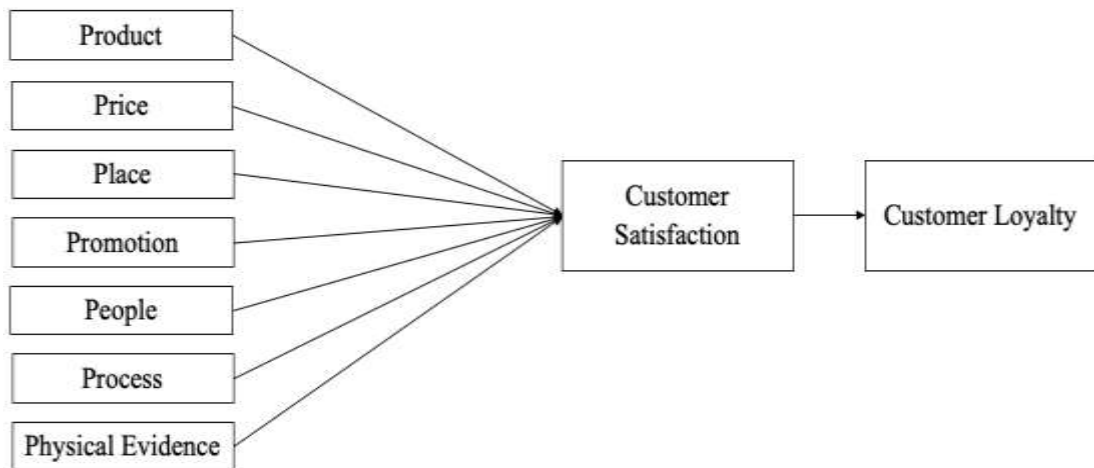 Product
Price
Place
Promotion
People
Process
Physical Evidence
Customer
Satisfaction
Customer Loyalty